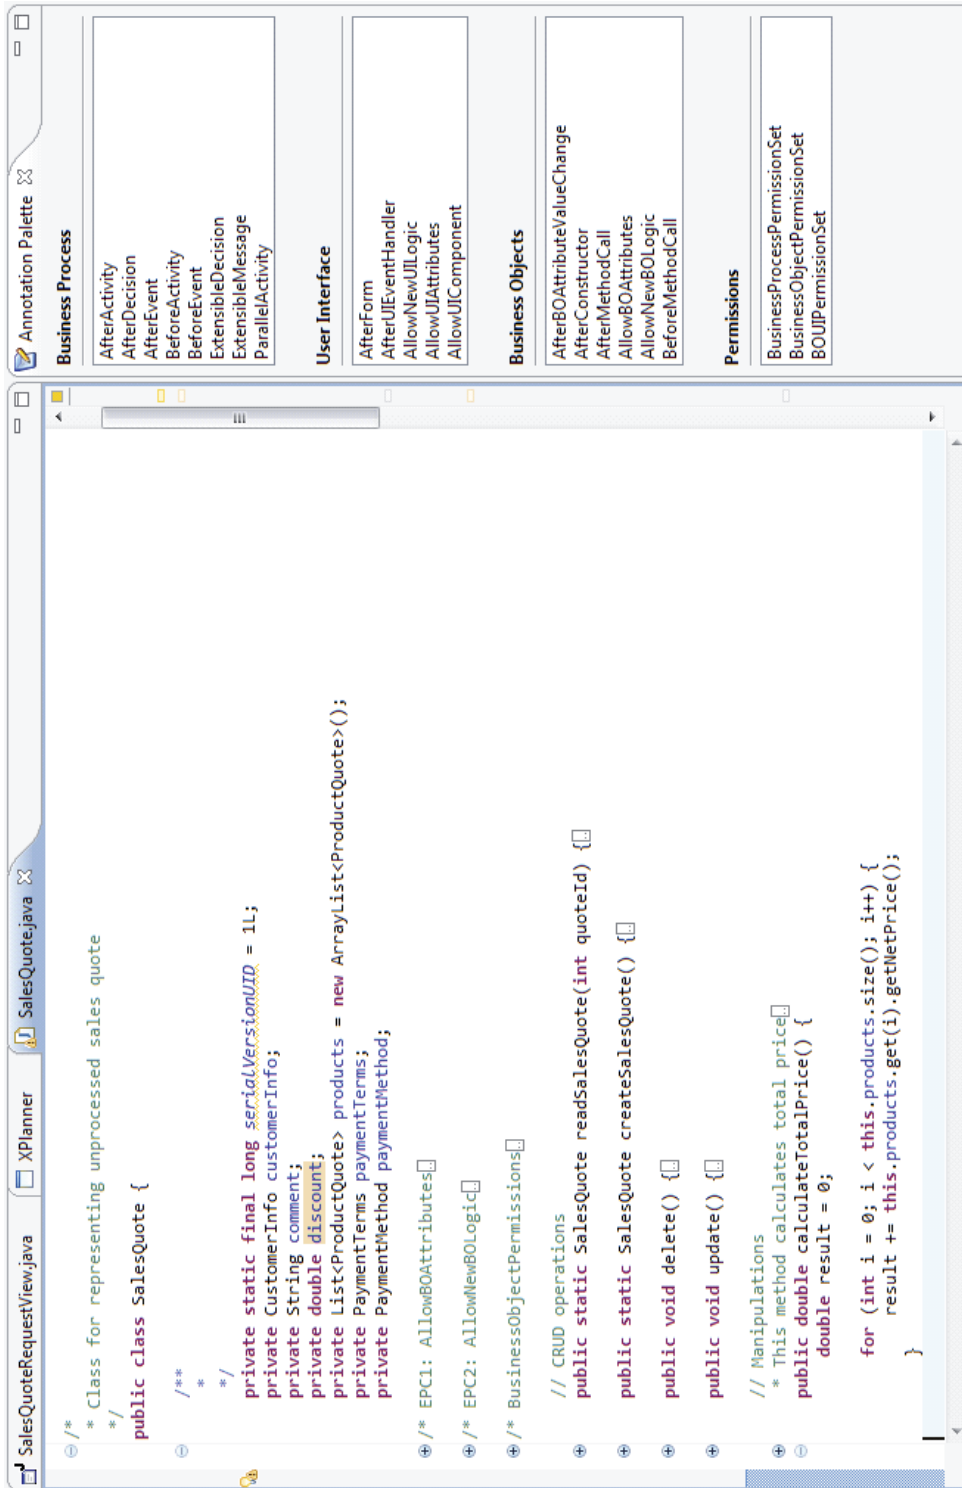 SalesQuoteRequestView.java
XPlanner
SalesQuote.java
/*
* Class for representing unprocessed sales quote
*/
public class SalesQuote {
/**
*
*/
private static final long serialVersionUID = 1L;
private CustomerInfo customerInfo;
private String comment;
private double discount;
private List<ProductQuote> products = new ArrayList<ProductQuote>();
private PaymentTerms paymentTerms;
private PaymentMethod paymentMethod;
/* EPC1: AllowBOAttributes
/* EPC2: AllowNewBOLogic
/* BusinessObjectPermissions
// CRUD operations
public static SalesQuote readSalesQuote(int quoteId) {
public static SalesQuote createSalesQuote() {
public void delete() {
public void update() {
// Manipulations
* This method calculates total price
public double calculateTotalPrice() {
double result = 0;
for (int i = 0; i < this.products.size(); i++) {
result += this.products.get(i).getNetPrice();
}
Annotation Palette
Business Process
AfterActivity
AfterDecision
AfterEvent
BeforeActivity
BeforeEvent
ExtensibleDecision
ExtensibleMessage
ParallelActivity
User Interface
AfterForm
AfterUIEventHandler
AllowNewUILogic
AllowUIAttributes
AllowUIComponent
Business Objects
AfterBOAttributeValueChange
AfterConstructor
AfterMethodCall
AllowBOAttributes
AllowNewBOLogic
BeforeMethodCall
Permissions
BusinessProcessPermissionSet
BusinessObjectPermissionSet
BOUIPermissionSet